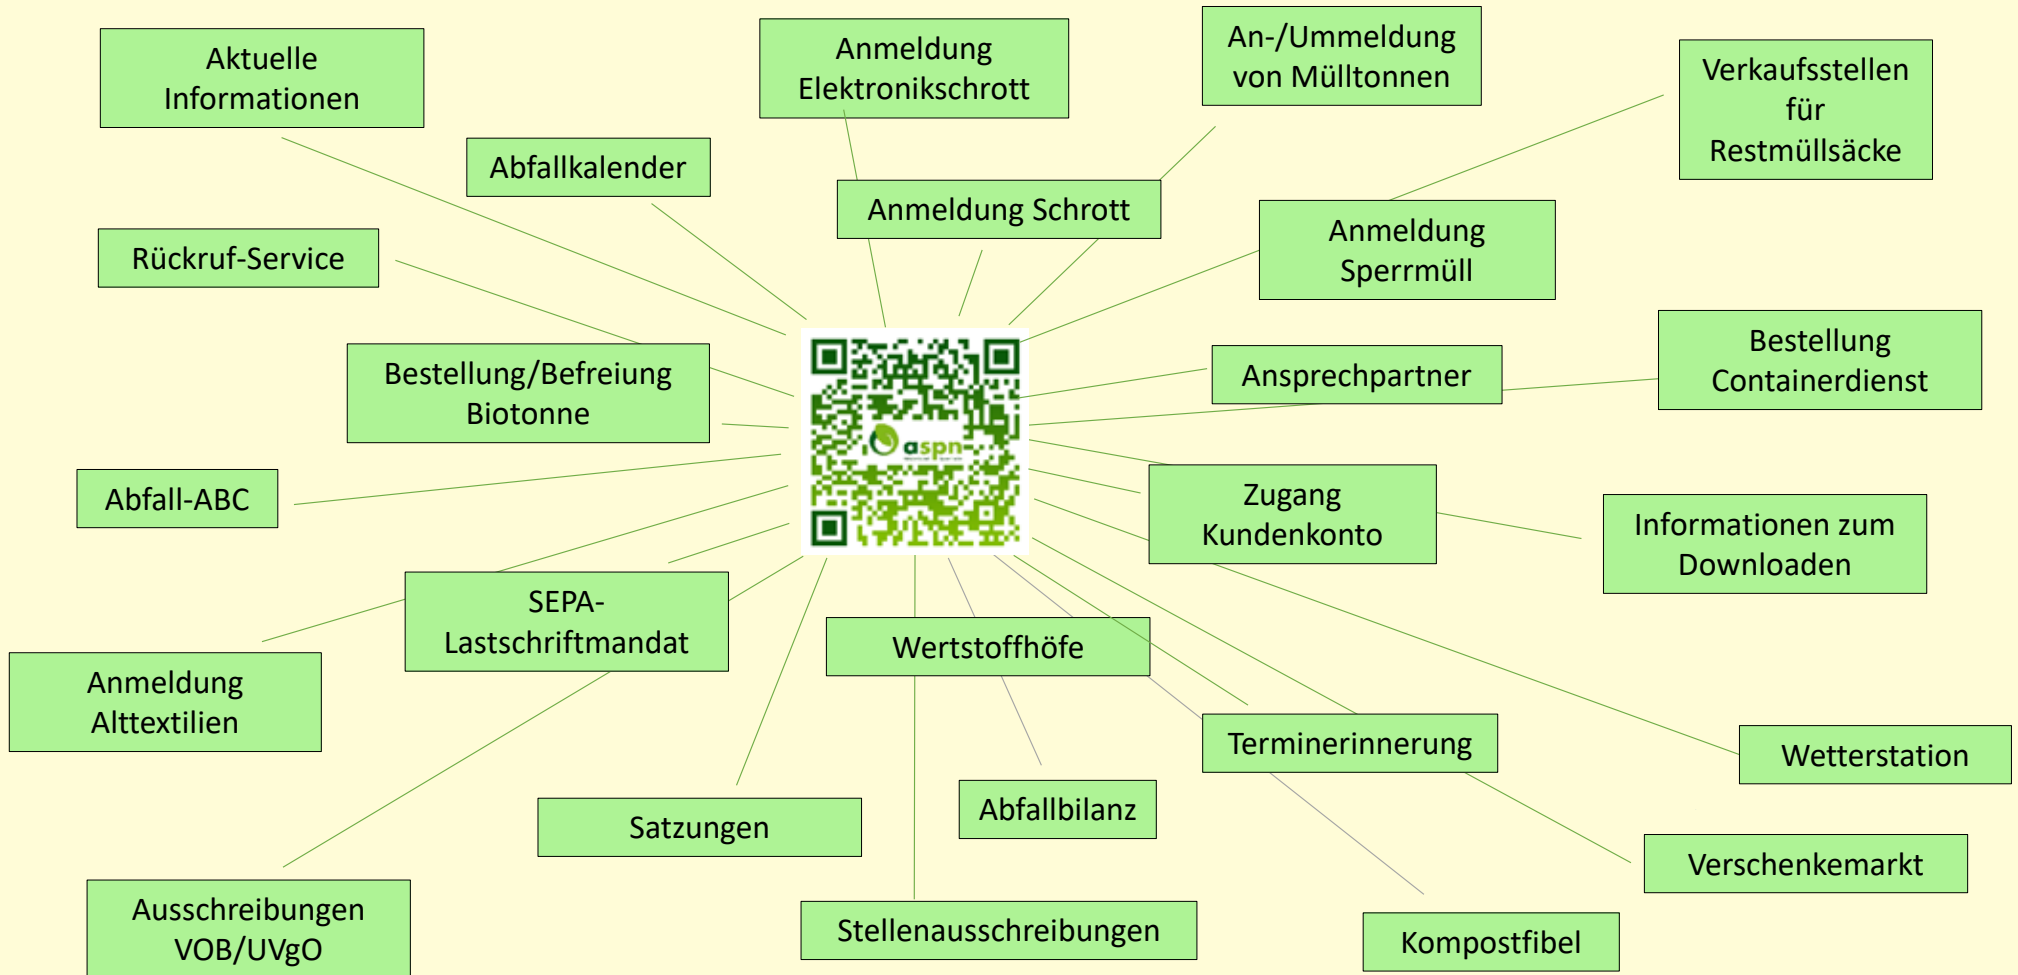 Aktuelle
Informationen
Anmeldung
Elektronikschrott
An-/Ummeldung
von Mülltonnen
Verkaufsstellen
für
Restmüllsäcke
Abfallkalender
Anmeldung Schrott
Rückruf-Service
Anmeldung
Sperrmüll
Bestellung/Befreiung
Biotonne
Ansprechpartner
Bestellung
Containerdienst
aspn
Abfall-ABC
Zugang
Kundenkonto
Informationen zum
Downloaden
SEPA-
Lastschriftmandat
Wertstoffhöfe
Anmeldung
Alttextilien
Terminerinnerung
Wetterstation
Satzungen
Abfallbilanz
Verschenkemarkt
Ausschreibungen
VOB/UVgO
Stellenausschreibungen
Kompostfibel